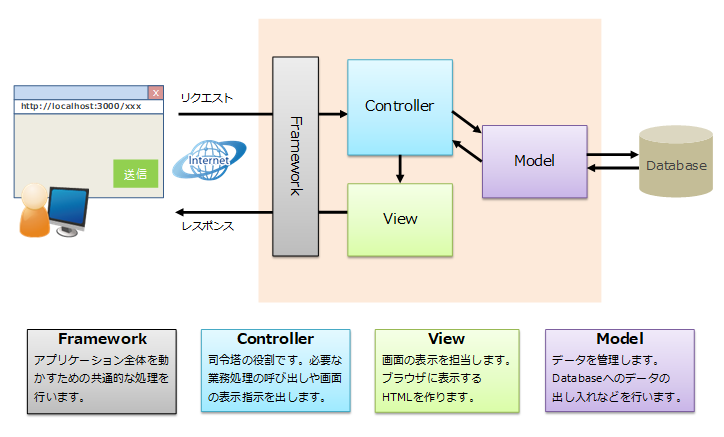 X
http://localhost:3000/xxx
送信
リクエスト
Internet
レスポンス
Framework
Controller
Model
View
Database
Framework
アプリケーション全体を動
かすための共通的な処理を
行います。
Controller
司令塔の役割です。必要な
業務処理の呼び出しや画面
の表示指示を出します。
View
画面の表示を担当します。
ブラウザに表示する
HTMLを作ります。
Model
データを管理します。
Databaseへのデータの
出し入れなどを行います。